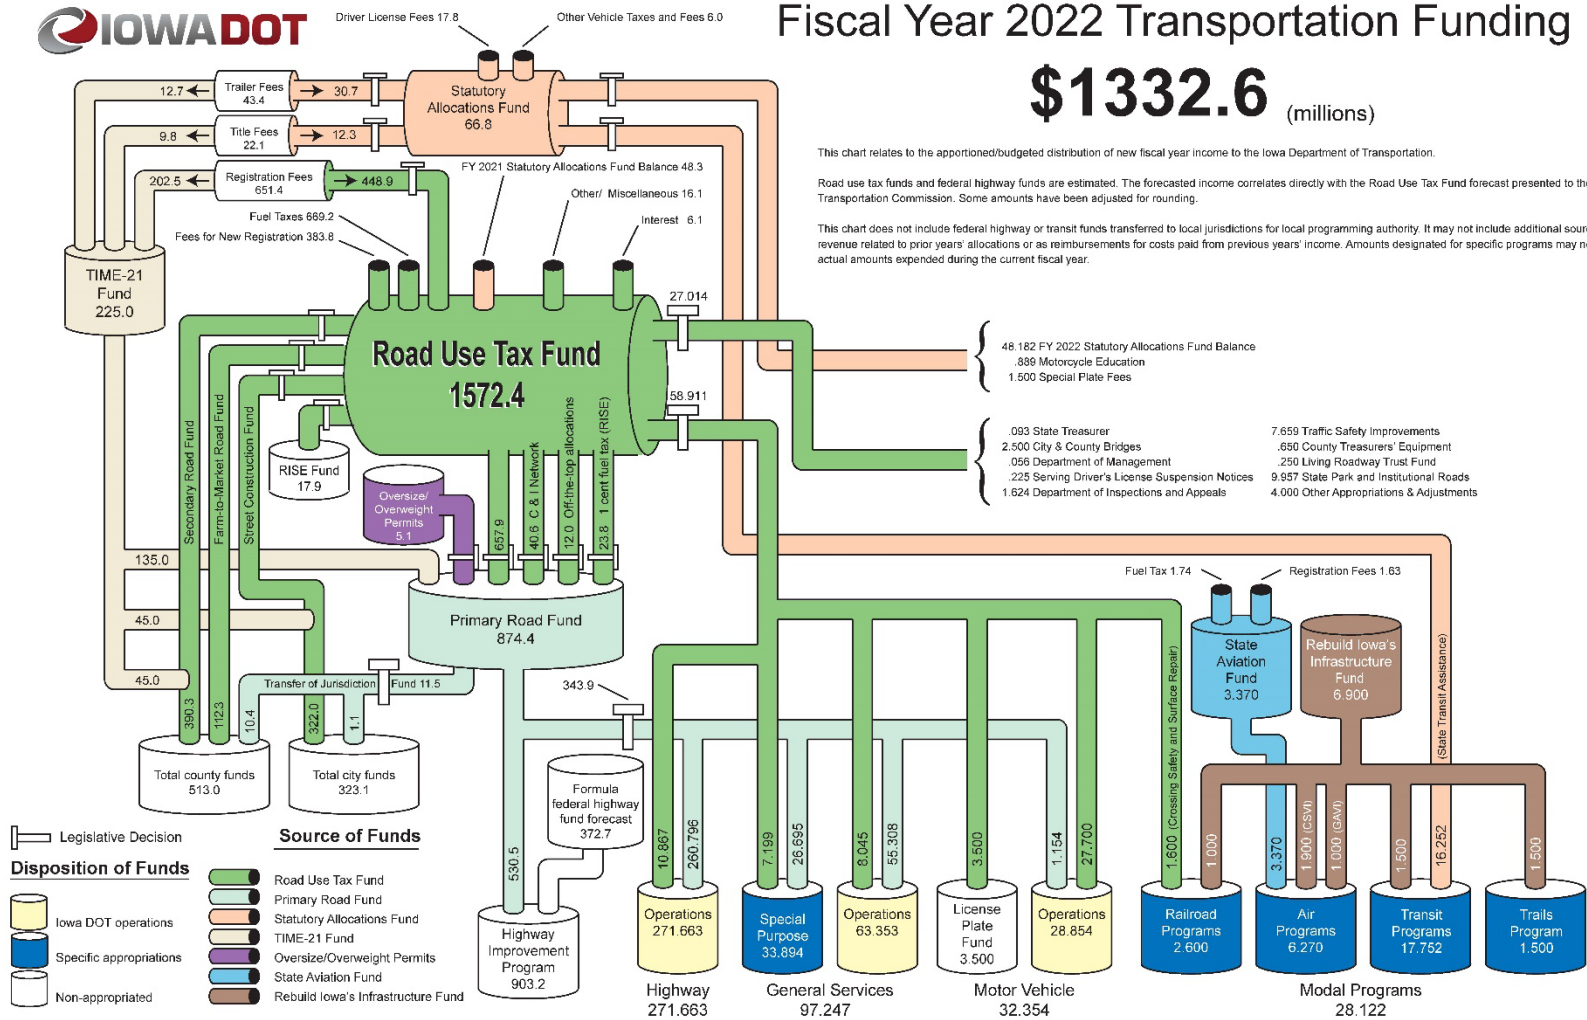 IOWADOT
Fiscal Year 2022 Transportation Funding
$1332.6 (millions)
This chart relates to the apportioned/budgeted distribution of new fiscal year income to the Iowa Department of Transportation.
Road use tax funds and federal highway funds are estimated. The forecasted income correlates directly with the Road Use Tax Fund forecast presented to the
Transportation Commission. Some amounts have been adjusted for rounding.
This chart does not include federal highway or transit funds transferred to local jurisdictions for local programming authority. It may not include additional sour
revenue related to prior years' allocations or as reimbursements for costs paid from previous years' income. Amounts designated for specific programs may n
actual amounts expended during the current fiscal year.
Driver License Fees 17.8
Other Vehicle Taxes and Fees 6.0
12.7
Trailer Fees
43.4
30.7
Statutory
Allocations Fund
66.8
9.8
Title Fees
22.1
12.3
202.5
Registration Fees
651.4
448.9
FY 2021 Statutory Allocations Fund Balance 48.3
Other/ Miscellaneous 16.1
Interest 6.1
Fuel Taxes 669.2
Fees for New Registration 383.8
TIME-21
Fund
225.0
Road Use Tax Fund
1572.4
27.014
58.911
48.182 FY 2022 Statutory Allocations Fund Balance
.889 Motorcycle Education
1.500 Special Plate Fees
.093 State Treasurer
2.500 City & County Bridges
.056 Department of Management
.225 Serving Driver's License Suspension Notices
1.624 Department of Inspections and Appeals
7.659 Traffic Safety Improvements
.650 County Treasurers' Equipment
.250 Living Roadway Trust Fund
9.957 State Park and Institutional Roads
4.000 Other Appropriations & Adjustments
Secondary Road Fund
Farm-to-Market Road Fund
Street Construction Fund
RISE Fund
17.9
Oversize/
Overweight
Permits
5.1
657.9
40.6 C & I Network
12.0 Off-the-top allocations
23.8 1 cent fuel tax (RISE)
135.0
45.0
45.0
Primary Road Fund
874.4
Transfer of Jurisdiction Fund 11.5
343.9
390.3
112.3
10.4
322.0
1.1
Total county funds
513.0
Total city funds
323.1
Formula
federal highway
fund forecast
372.7
530.5
Highway
Improvement
Program
903.2
Fuel Tax 1.74
Registration Fees 1.63
State
Aviation
Fund
3.370
Rebuild Iowa's
Infrastructure
Fund
6.900
10.867
260.796
7.199
26.695
8.045
55.308
3.500
1.154
27.700
1.600 (Crossing Safety and Surface Repair)
1.000
3.370
1.900 (CSVI)
1.000 (GAVI)
1.500
16.252
(State Transit Assistance)
1.500
Operations
271.663
Special
Purpose
33.894
Operations
63.353
License
Plate
Fund
3.500
Operations
28.854
Railroad
Programs
2.600
Air
Programs
6.270
Transit
Programs
17.752
Trails
Program
1.500
Highway
271.663
General Services
97.247
Motor Vehicle
32.354
Modal Programs
28.122
Legislative Decision
Disposition of Funds
Iowa DOT operations
Specific appropriations
Non-appropriated
Source of Funds
Road Use Tax Fund
Primary Road Fund
Statutory Allocations Fund
TIME-21 Fund
Oversize/Overweight Permits
State Aviation Fund
Rebuild Iowa's Infrastructure Fund